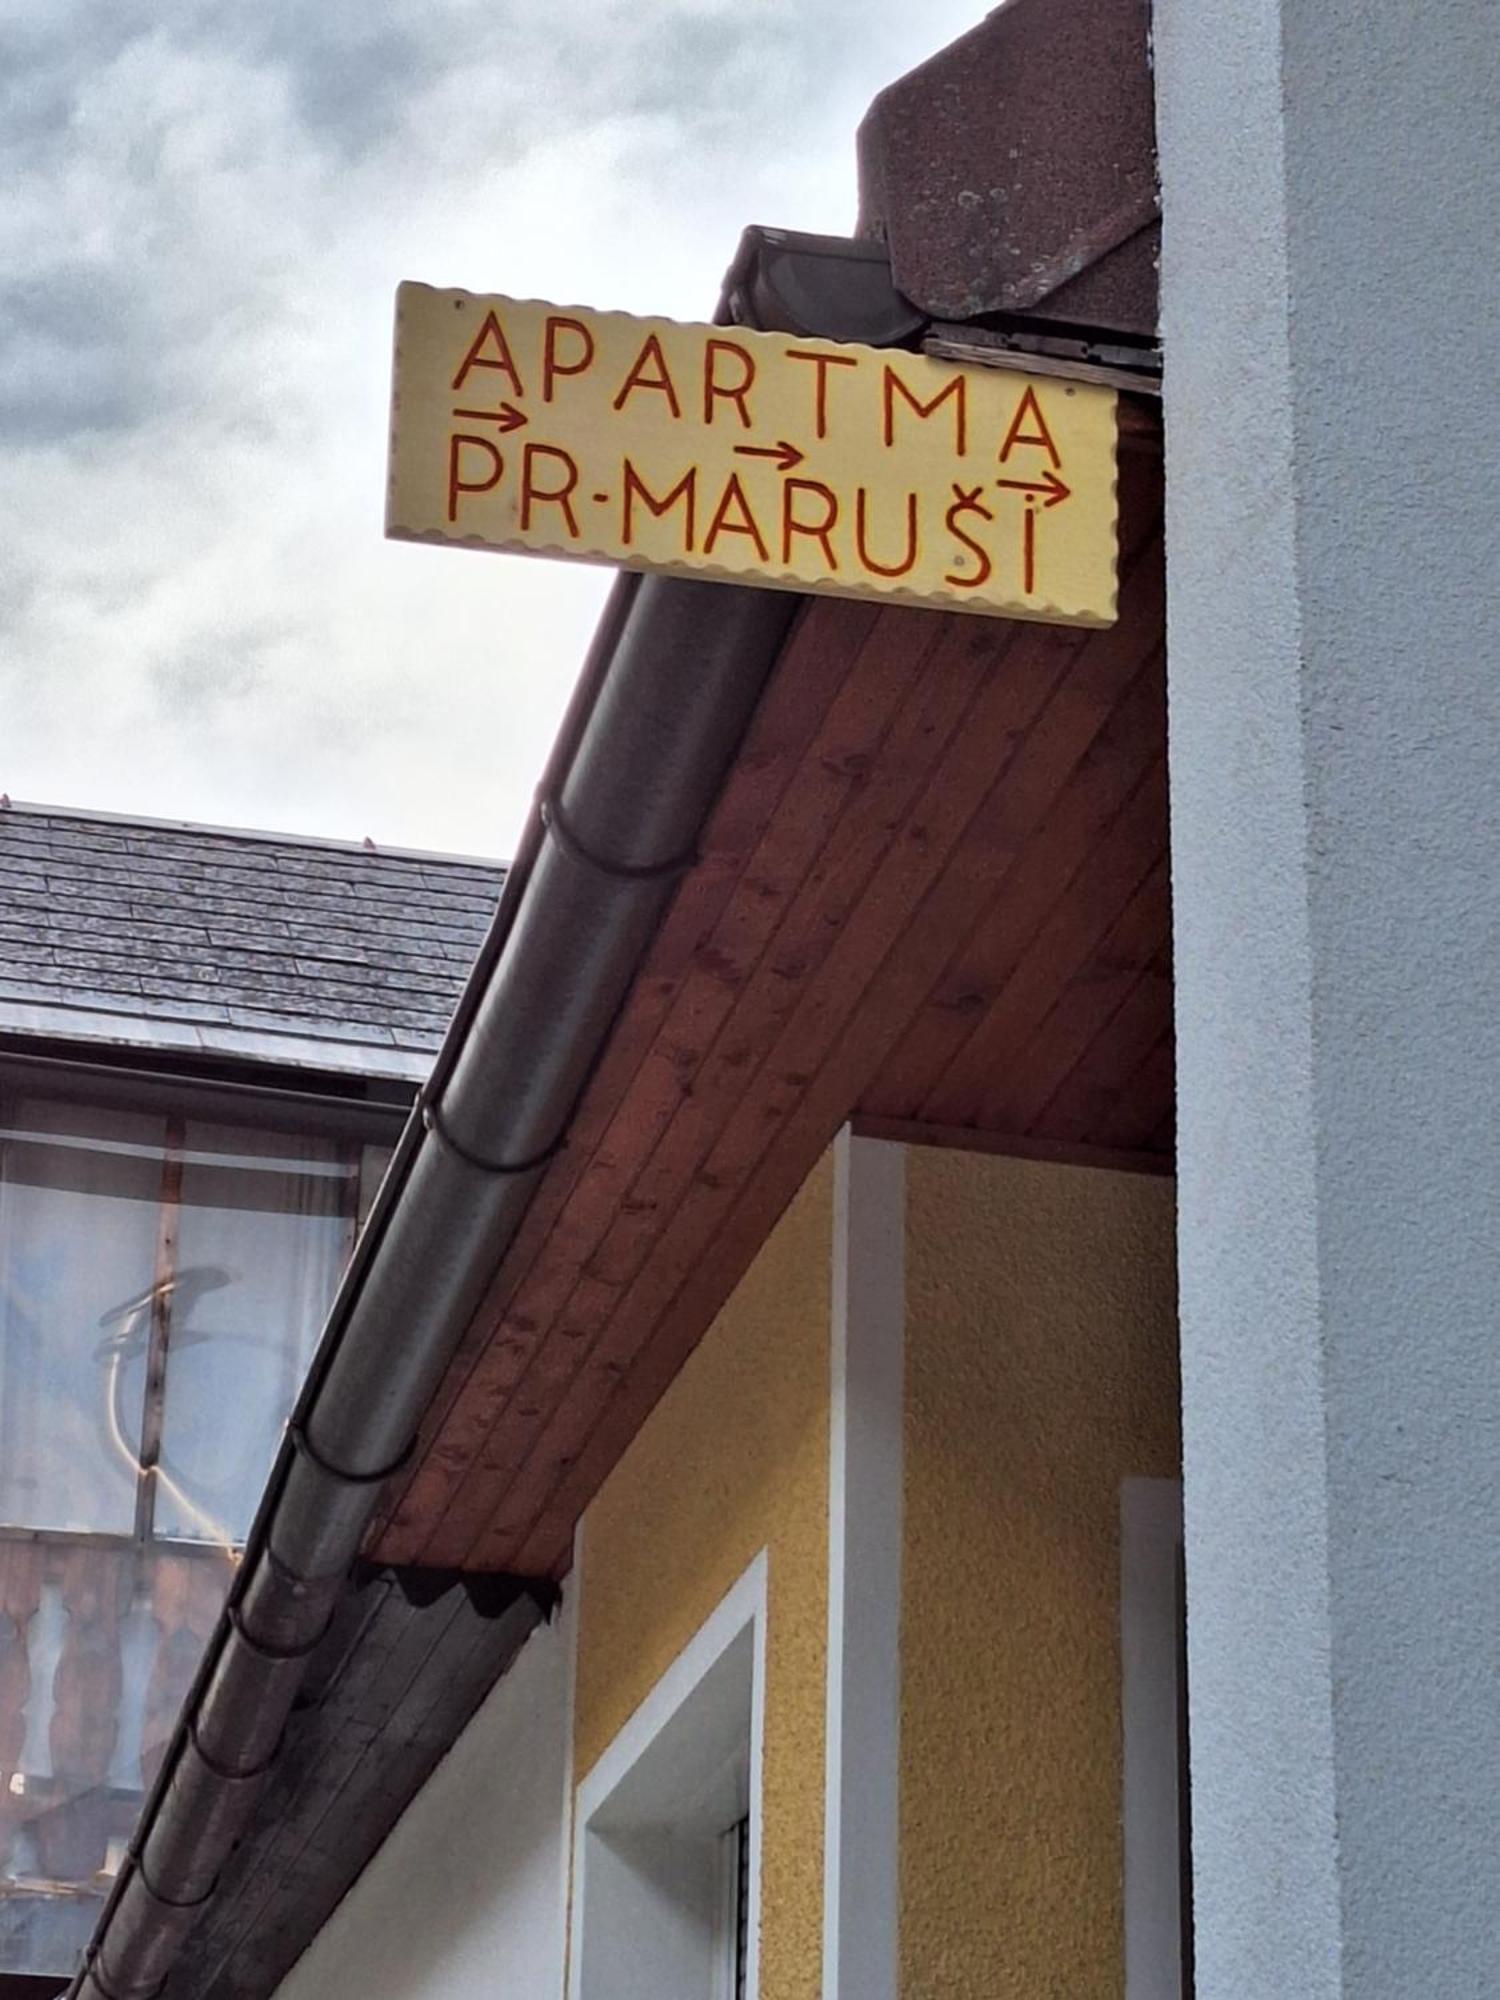 APARTMA
→ → →
PR-MARUŠi